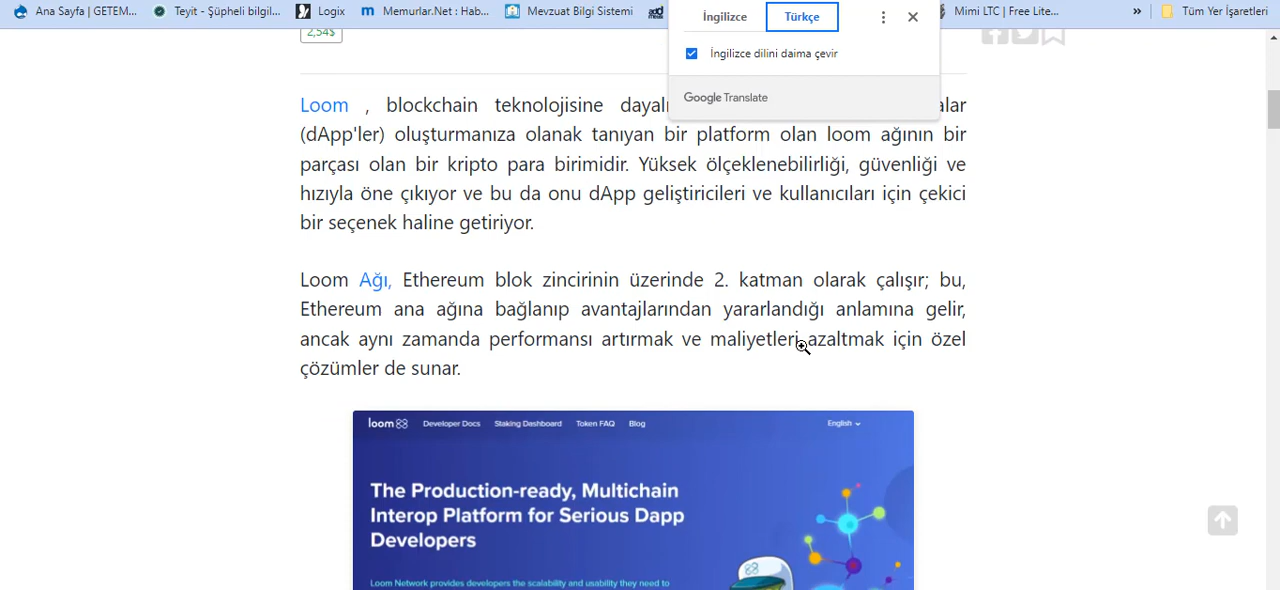 Ana Sayfa | GETEM...
Teyit - Şüpheli bilgil...
Logix
Memurlar.Net : Hab...
Mevzuat Bilgi Sistemi
İngilizce
Türkçe
Mimi LTC | Free Lite...
»
Tüm Yer İşaretleri
2,54$
İngilizce dilini daima çevir
Google Translate
Loom , blockchain teknolojisine alar
(dApp'ler) oluşturmanıza olanak tanıyan bir platform olan loom ağının bir
parçası olan bir kripto para birimidir. Yüksek ölçeklenebilirliği, güvenliği ve
hızıyla öne çıkıyor ve bu da onu dApp geliştiricileri ve kullanıcıları için çekici
bir seçenek haline getiriyor.
Loom Ağı, Ethereum blok zincirinin üzerinde 2. katman olarak çalışır; bu,
Ethereum ana ağına bağlanıp avantajlarından yararlandığı anlamına gelir,
ancak aynı zamanda performansı artırmak ve maliyetleri azaltmak için özel
çözümler de sunar.
loom
Developer Docs
Staking Dashboard
Token FAQ
Blog
English
The Production-ready, Multichain
Interop Platform for Serious Dapp
Developers
Loom Network provides developers the scalability and usability they need to